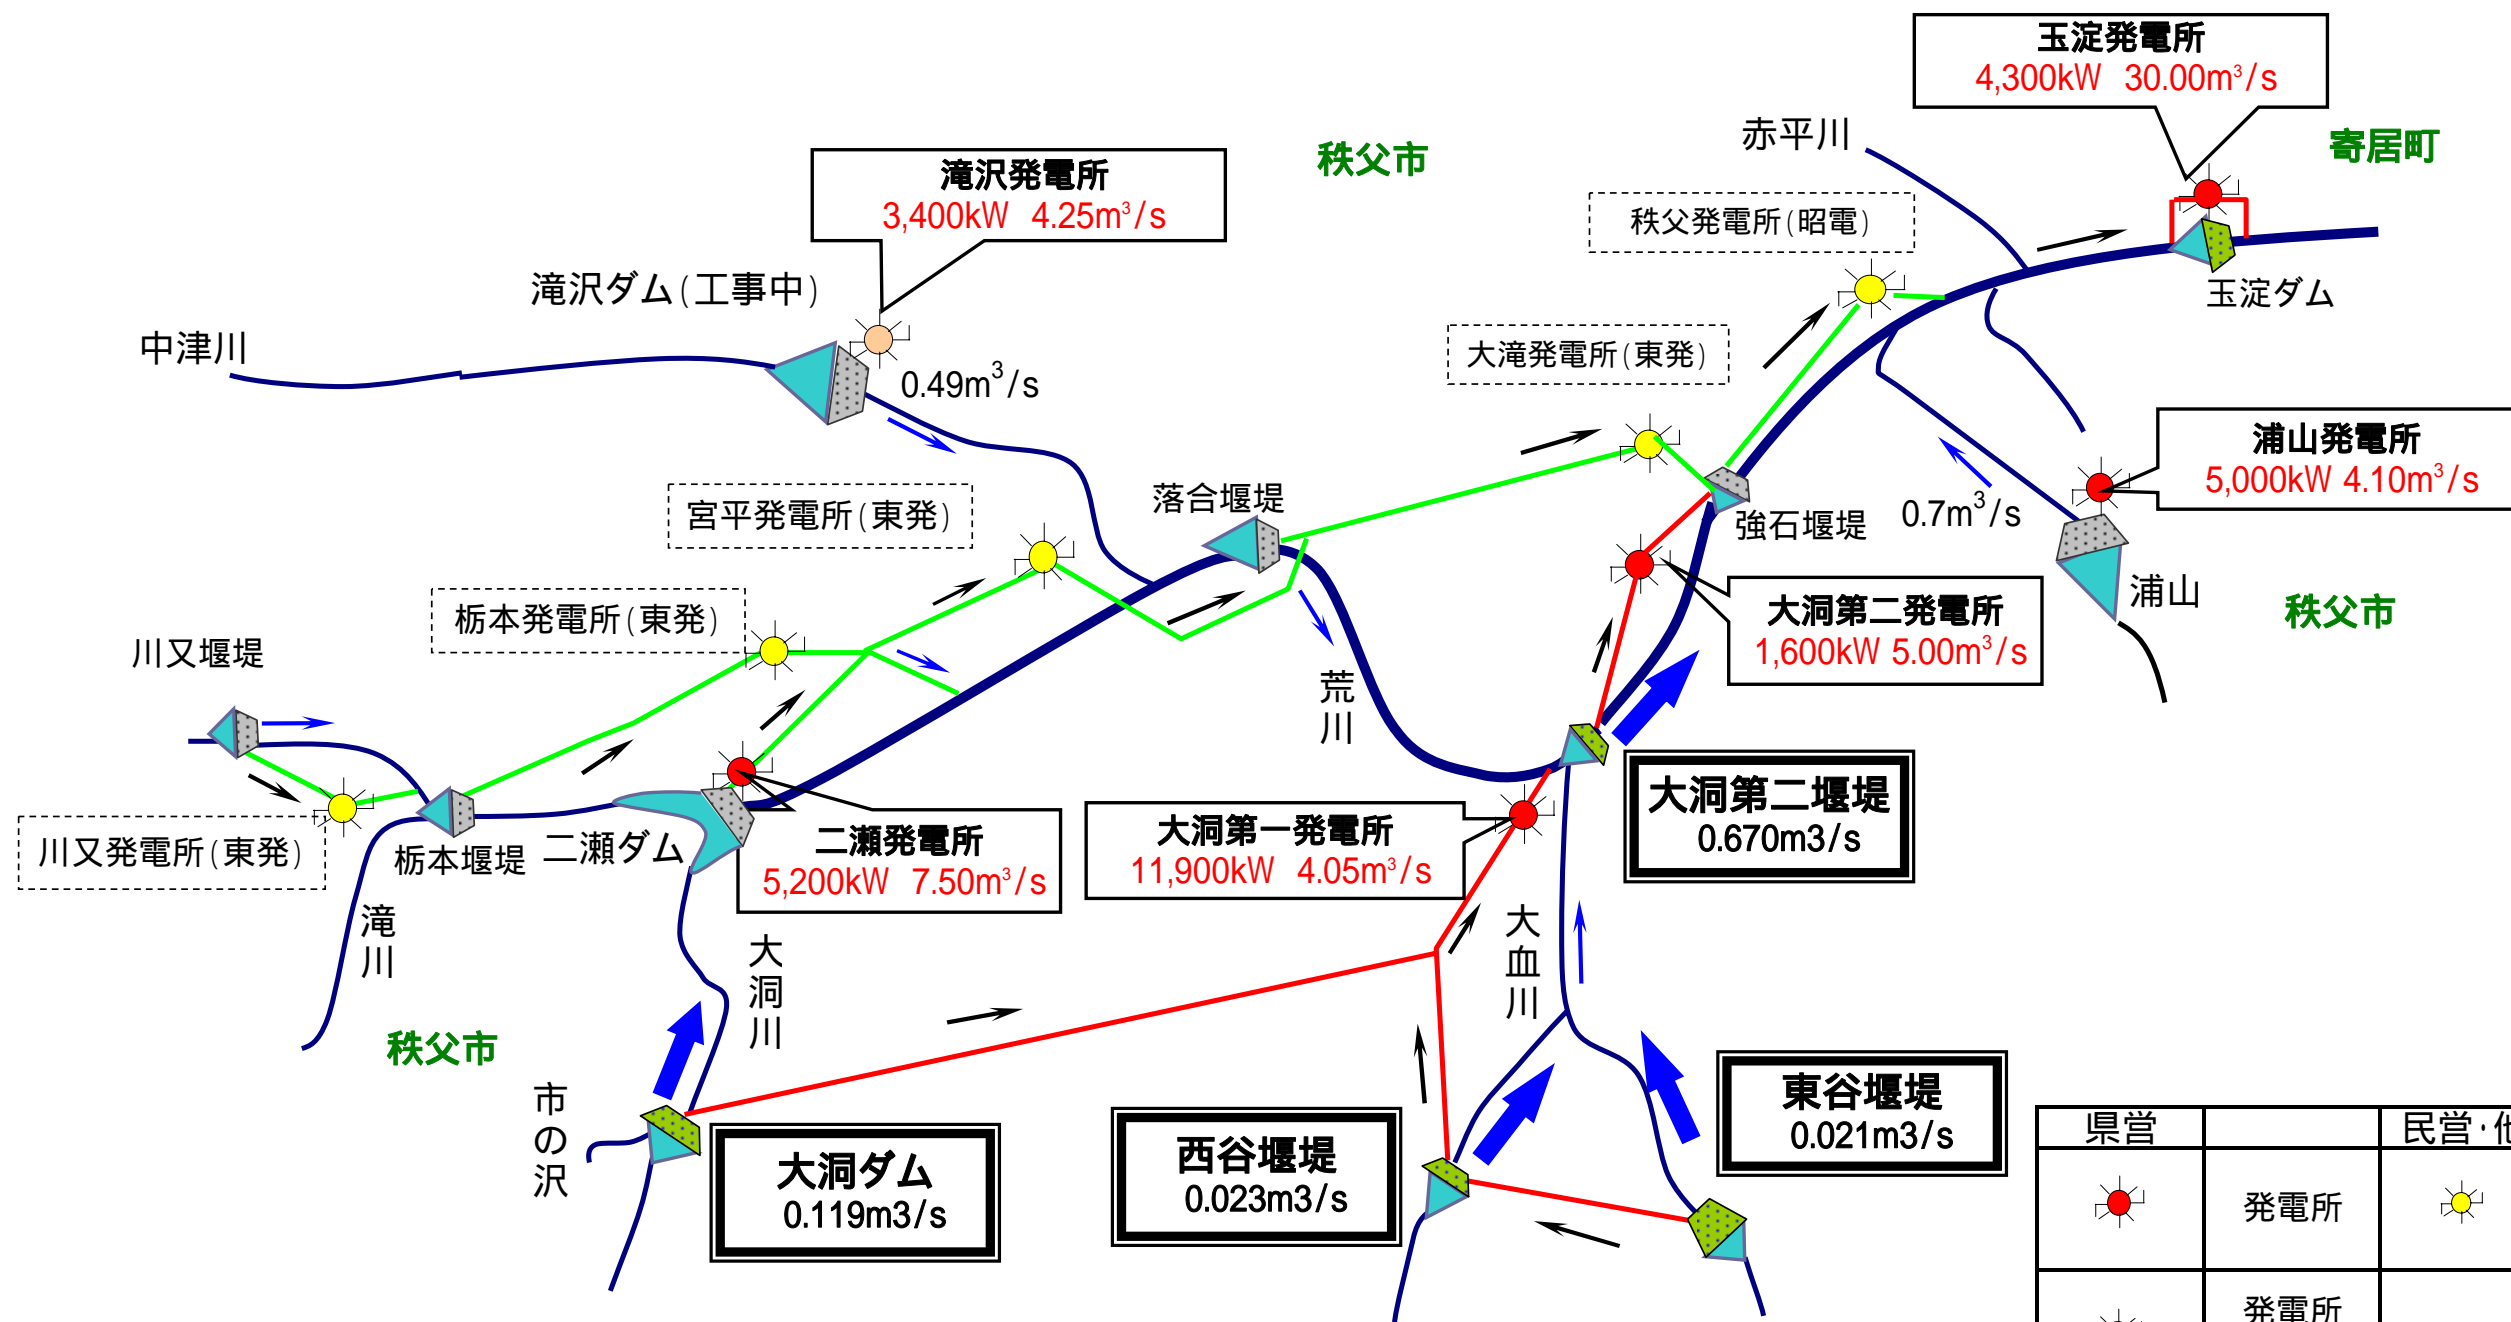 玉淀発電所
4,300kW 30.00m³/s
赤平川
寄居町
秩父市
滝沢発電所
3,400kW 4.25m³/s
秩父発電所(昭電)
滝沢ダム(工事中)
玉淀ダム
中津川
大滝発電所(東発)
0.49m³/s
浦山発電所
5,000kW 4.10m³/s
宮平発電所(東発)
落合堰堤
強石堰堤
0.7m³/s
浦山
栃本発電所(東発)
大洞第二発電所
1,600kW 5.00m³/s
秩父市
川又堰堤
荒川
大洞第二堰堤
0.670m3/s
川又発電所(東発)
栃本堰堤
二瀬ダム
二瀬発電所
5,200kW 7.50m³/s
大洞第一発電所
11,900kW 4.05m³/s
滝川
大洞川
大血川
秩父市
市の沢
大洞ダム
0.119m3/s
西谷堰堤
0.023m3/s
東谷堰堤
0.021m3/s
県営 民営・他
発電所
発電所